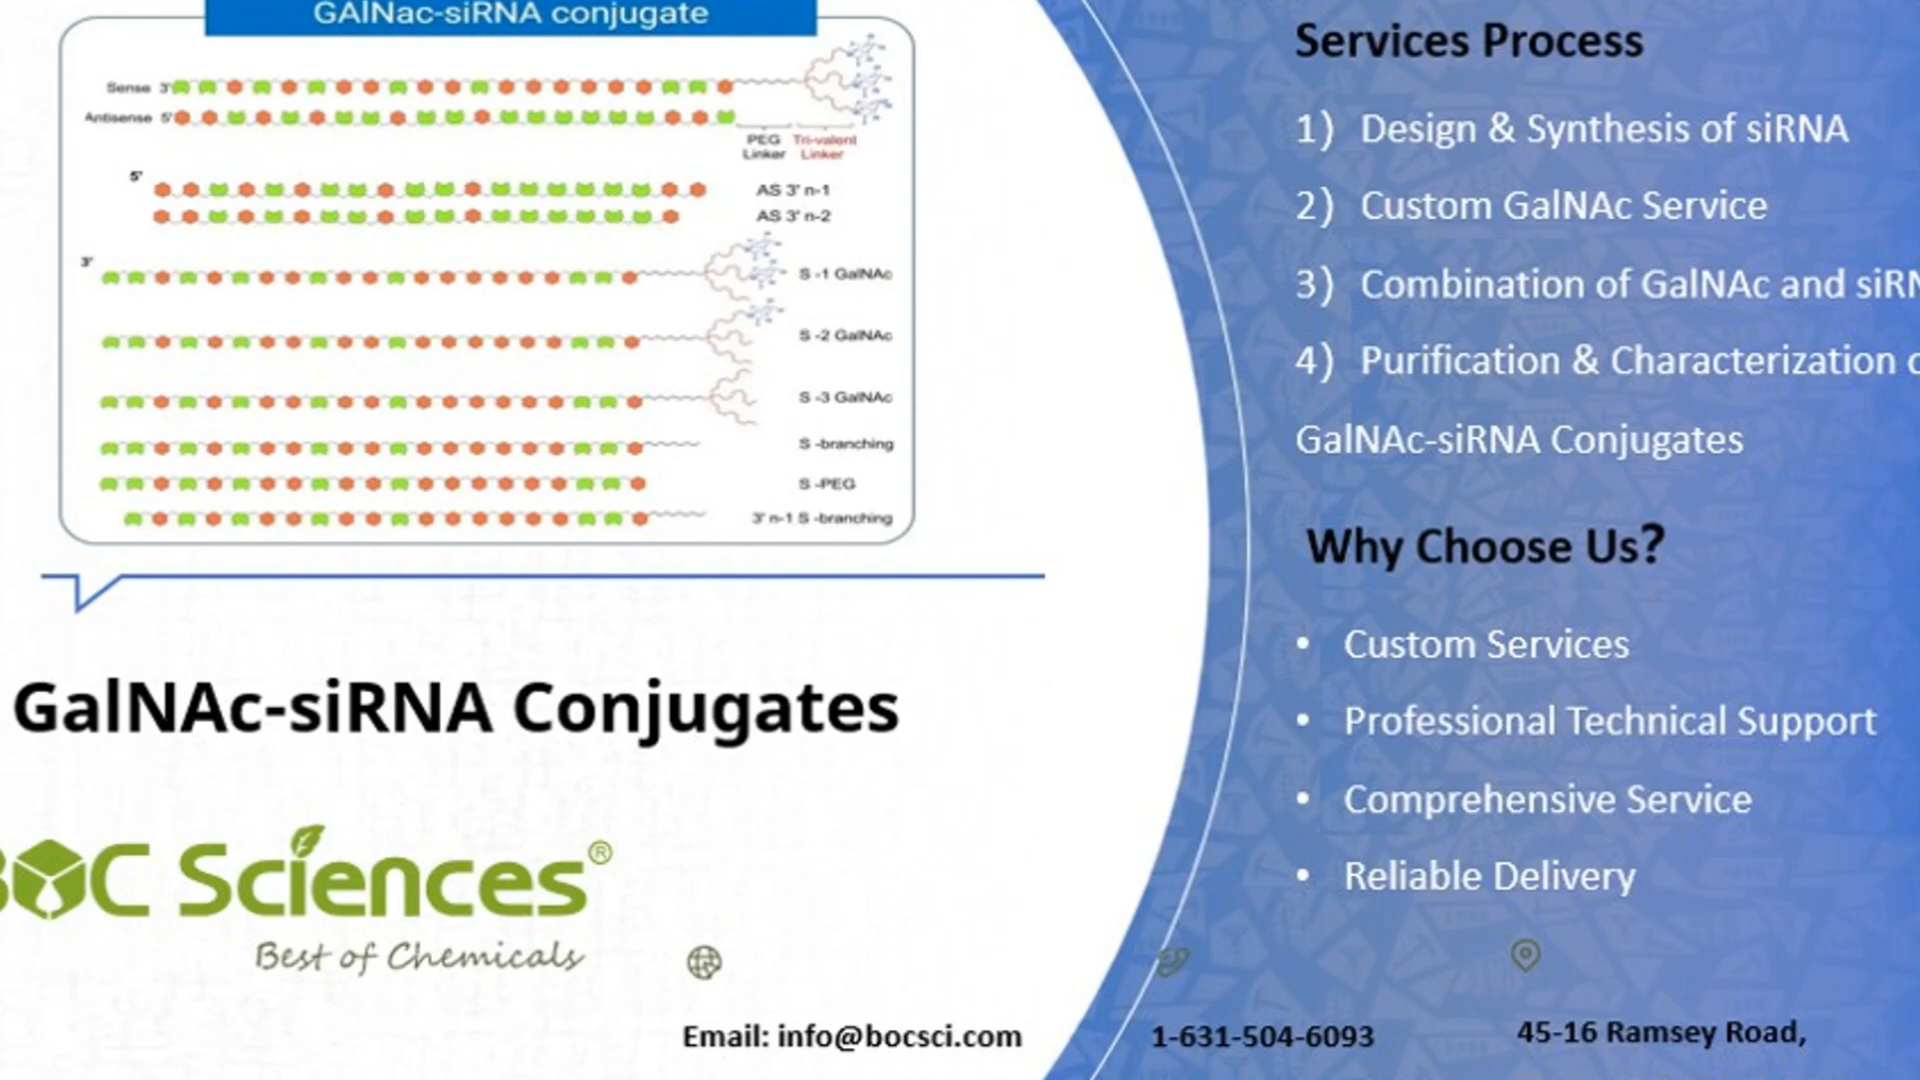 GAlNac-siRNA conjugate
Sense 3'
Antisense 5'
PEG Linker
Tri-valent Linker
5'
AS 3' n-1
AS 3' n-2
3'
S -1 GalNAc
S -2 GalNAc
S -3 GalNAc
S -branching
S -PEG
3' n-1 S -branching
GalNAc-siRNA Conjugates
BOC Sciences®
Best of Chemicals
Email: info@bocsci.com
Services Process
1) Design & Synthesis of siRNA
2) Custom GalNAc Service
3) Combination of GalNAc and siRN
4) Purification & Characterization o
GalNAc-siRNA Conjugates
Why Choose Us?
• Custom Services
• Professional Technical Support
• Comprehensive Service
• Reliable Delivery
1-631-504-6093
45-16 Ramsey Road,